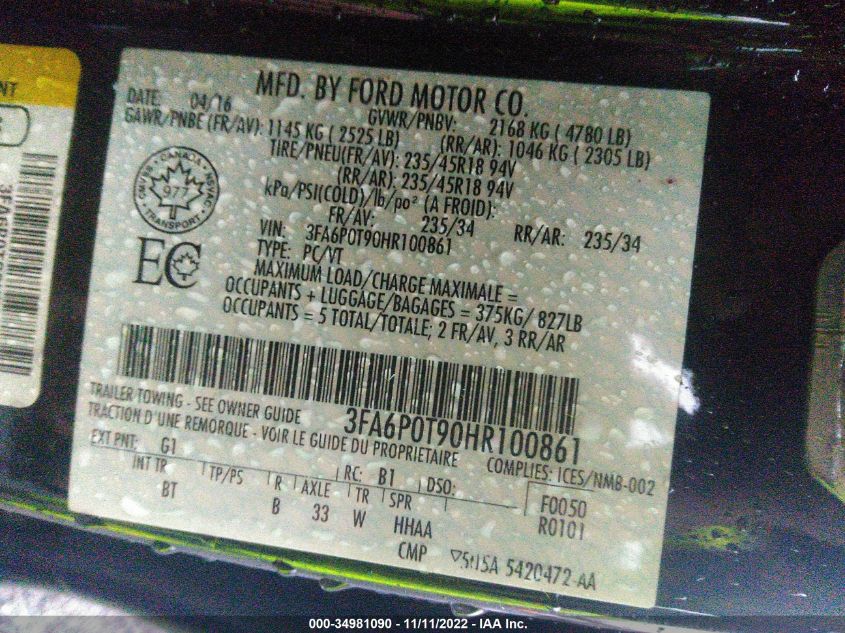 MFD. BY FORD MOTOR CO.
DATE: 04/16 GVWR/PNBV: 2168 KG ( 4780 LB)
GAWR/PNBE (FR/AV): 1145 KG ( 2525 LB) (RR/AR): 1046 KG ( 2305 LB)
TIRE/PNEU(FR/AV): 235/45R18 94V
(RR/AR): 235/45R18 94V
kPa/PSI(COLD)/lb/po² (A FROID):
FR/AV: 235/34 RR/AR: 235/34
VIN: 3FA6P0T90HR100861
TYPE: PC/VT
MAXIMUM LOAD/CHARGE MAXIMALE =
OCCUPANTS + LUGGAGE/BAGAGES = 375KG/ 827LB
OCCUPANTS = 5 TOTAL/TOTALE; 2 FR/AV, 3 RR/AR
CANADA
977
TRANSPORT
EC
TRAILER TOWING - SEE OWNER GUIDE
3FA6P0T90HR100861
TRACTION D'UNE REMORQUE - VOIR LE GUIDE DU PROPRIETAIRE
COMPLIES: ICES/NMB-002
EXT PNT: G1 RC: B1 DSO: F0050
INT TR TP/PS R AXLE TR SPR R0101
BT B 33 W HHAA
CMP 5420472 AA
000-34981090 - 11/11/2022 - IAA Inc.